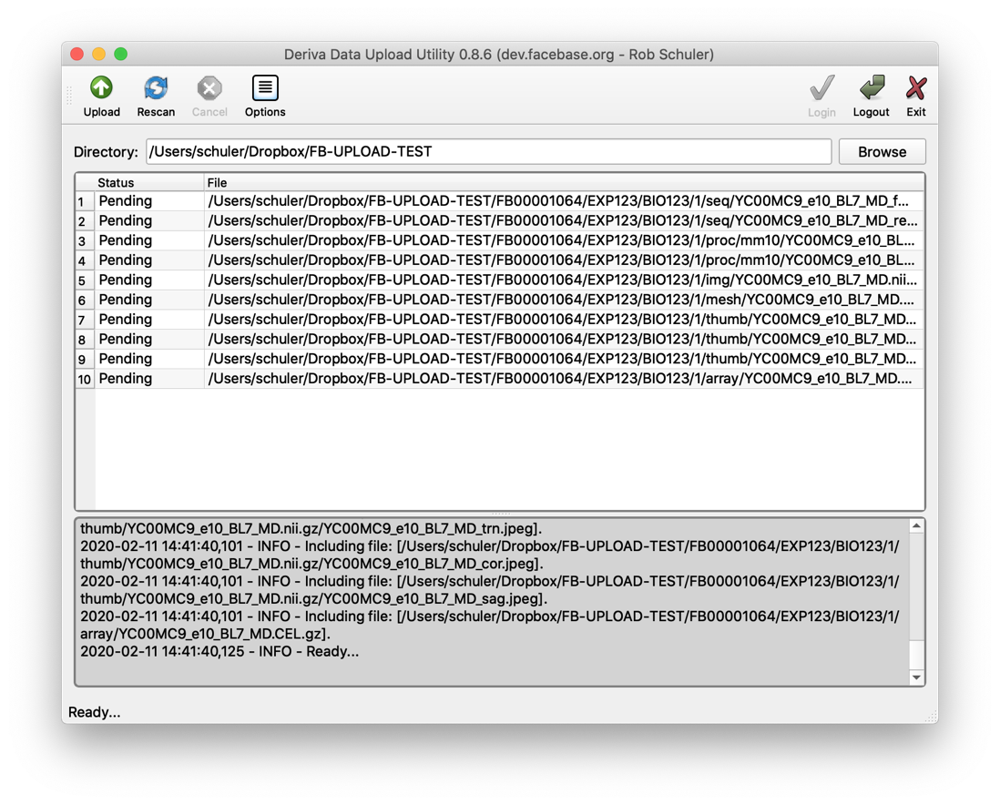 Deriva Data Upload Utility 0.8.6 (dev.facebase.org - Rob Schuler)
Upload Rescan Cancel Options Login Logout Exit
Directory: /Users/schuler/Dropbox/FB-UPLOAD-TEST Browse
Status File
1 Pending /Users/schuler/Dropbox/FB-UPLOAD-TEST/FB00001064/EXP123/BIO123/1/seq/YC00MC9_e10_BL7_MD_f...
2 Pending /Users/schuler/Dropbox/FB-UPLOAD-TEST/FB00001064/EXP123/BIO123/1/seq/YC00MC9_e10_BL7_MD_re...
3 Pending /Users/schuler/Dropbox/FB-UPLOAD-TEST/FB00001064/EXP123/BIO123/1/proc/mm10/YC00MC9_e10_BL...
4 Pending /Users/schuler/Dropbox/FB-UPLOAD-TEST/FB00001064/EXP123/BIO123/1/proc/mm10/YC00MC9_e10_BL...
5 Pending /Users/schuler/Dropbox/FB-UPLOAD-TEST/FB00001064/EXP123/BIO123/1/img/YC00MC9_e10_BL7_MD.nii...
6 Pending /Users/schuler/Dropbox/FB-UPLOAD-TEST/FB00001064/EXP123/BIO123/1/mesh/YC00MC9_e10_BL7_MD....
7 Pending /Users/schuler/Dropbox/FB-UPLOAD-TEST/FB00001064/EXP123/BIO123/1/thumb/YC00MC9_e10_BL7_MD...
8 Pending /Users/schuler/Dropbox/FB-UPLOAD-TEST/FB00001064/EXP123/BIO123/1/thumb/YC00MC9_e10_BL7_MD...
9 Pending /Users/schuler/Dropbox/FB-UPLOAD-TEST/FB00001064/EXP123/BIO123/1/thumb/YC00MC9_e10_BL7_MD...
10 Pending /Users/schuler/Dropbox/FB-UPLOAD-TEST/FB00001064/EXP123/BIO123/1/array/YC00MC9_e10_BL7_MD....
thumb/YC00MC9_e10_BL7_MD.nii.gz/YC00MC9_e10_BL7_MD_trn.jpeg].
2020-02-11 14:41:40,101 - INFO - Including file: [/Users/schuler/Dropbox/FB-UPLOAD-TEST/FB00001064/EXP123/BIO123/1/
thumb/YC00MC9_e10_BL7_MD.nii.gz/YC00MC9_e10_BL7_MD_cor.jpeg].
2020-02-11 14:41:40,101 - INFO - Including file: [/Users/schuler/Dropbox/FB-UPLOAD-TEST/FB00001064/EXP123/BIO123/1/
thumb/YC00MC9_e10_BL7_MD.nii.gz/YC00MC9_e10_BL7_MD_sag.jpeg].
2020-02-11 14:41:40,101 - INFO - Including file: [/Users/schuler/Dropbox/FB-UPLOAD-TEST/FB00001064/EXP123/BIO123/1/
array/YC00MC9_e10_BL7_MD.CEL.gz].
2020-02-11 14:41:40,125 - INFO - Ready...
Ready...